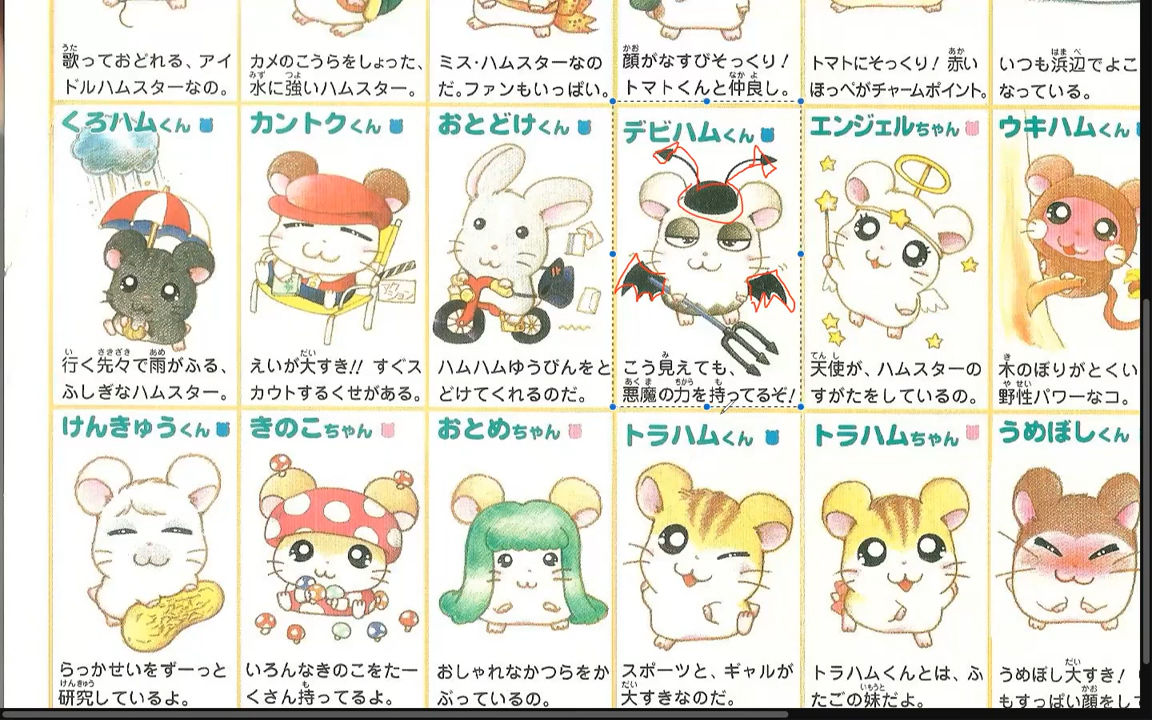 歌っておどれる、アイ
ドルハムスターなの。
カメのこうらをしょった、
水に強いハムスター。
ミス・ハムスターなの
だ。ファンもいっぱい。
顔がなすびそっくり！
トマトくんと仲良し。
トマトにそっくり！ 赤い
ほっぺがチャームポイント。
いつも浜辺でよこ
なっている。
くろハムくん
行く先々で雨がふる、
ふしぎなハムスター。
カントクくん
アクション
えいが大すき!! すぐス
カウトするくせがある。
おとどけくん
ハムハムゆうびんをと
どけてくれるのだ。
デビハムくん
こう見えても、
悪魔の力を持ってるぞ！
エンジェルちゃん
天使が、ハムスターの
すがたをしているの。
ウキハムくん
木のぼりがとくい
野性パワーなコ。
けんきゅうくん
らっかせいをずーっと
研究しているよ。
きのこちゃん
いろんなきのこをたー
くさん持ってるよ。
おとめちゃん
おしゃれなかつらをか
ぶっているの。
トラハムくん
スポーツと、ギャルが
大すきなのだ。
トラハムちゃん
トラハムくんとは、ふ
たごの妹だよ。
うめぼしくん
うめぼし大すき！
もすっぱい顔をして